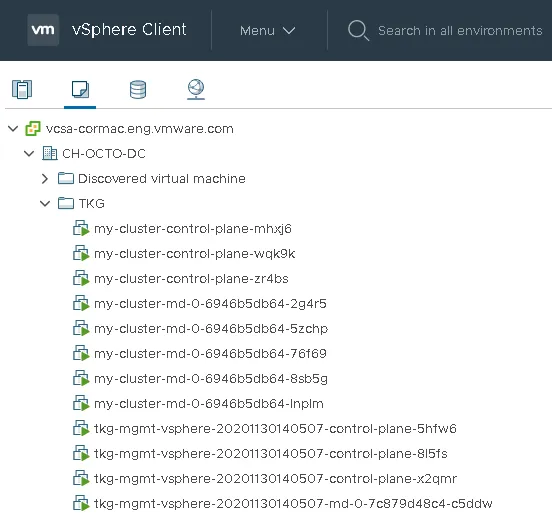 vm vSphere Client Menu Search in all environments
vcsa-cormac.eng.vmware.com
CH-OCTO-DC
Discovered virtual machine
TKG
my-cluster-control-plane-mhxj6
my-cluster-control-plane-wqk9k
my-cluster-control-plane-zr4bs
my-cluster-md-0-6946b5db64-2g4r5
my-cluster-md-0-6946b5db64-5zchp
my-cluster-md-0-6946b5db64-76f69
my-cluster-md-0-6946b5db64-8sb5g
my-cluster-md-0-6946b5db64-lnplm
tkg-mgmt-vsphere-20201130140507-control-plane-5hfw6
tkg-mgmt-vsphere-20201130140507-control-plane-8l5fs
tkg-mgmt-vsphere-20201130140507-control-plane-x2qmr
tkg-mgmt-vsphere-20201130140507-md-0-7c879d48c4-c5ddw